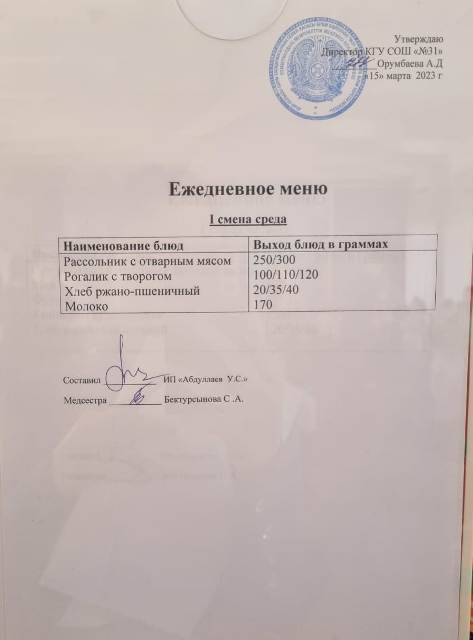 Утверждаю
Директор КГУ СОШ «№31»
Орумбаева А.Д
«15» марта 2023 г
Ежедневное меню
I смена среда
Наименование блюд Выход блюд в граммах
Рассольник с отварным мясом 250/300
Рогалик с творогом 100/110/120
Хлеб ржано-пшеничный 20/35/40
Молоко 170
Составил ИП «Абдуллаев У.С.»
Медсестра Бектурсынова С .А.